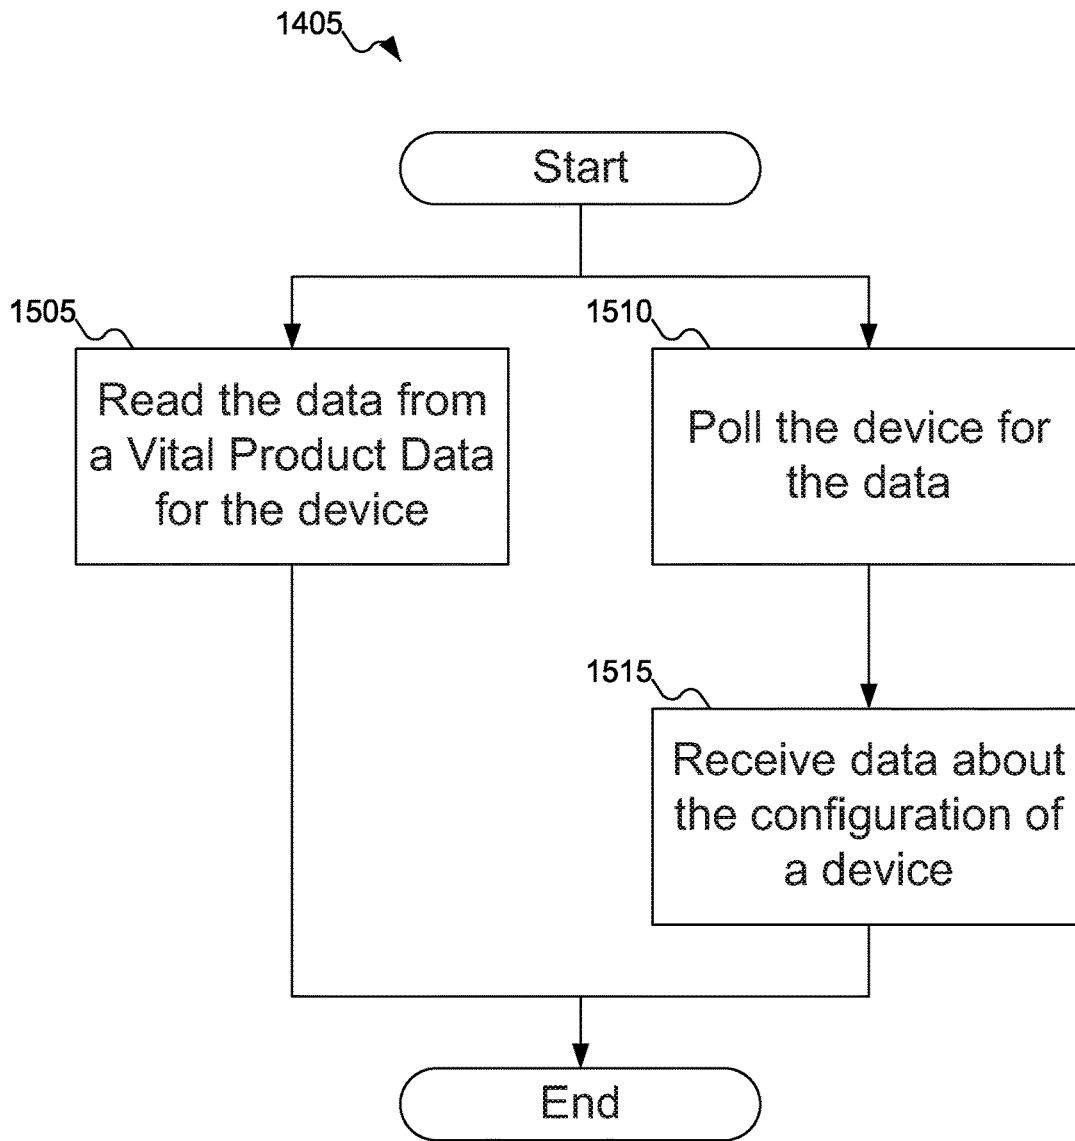 1405
Start
1505
Read the data from
a Vital Product Data
for the device
1510
Poll the device for
the data
1515
Receive data about
the configuration of
a device
End